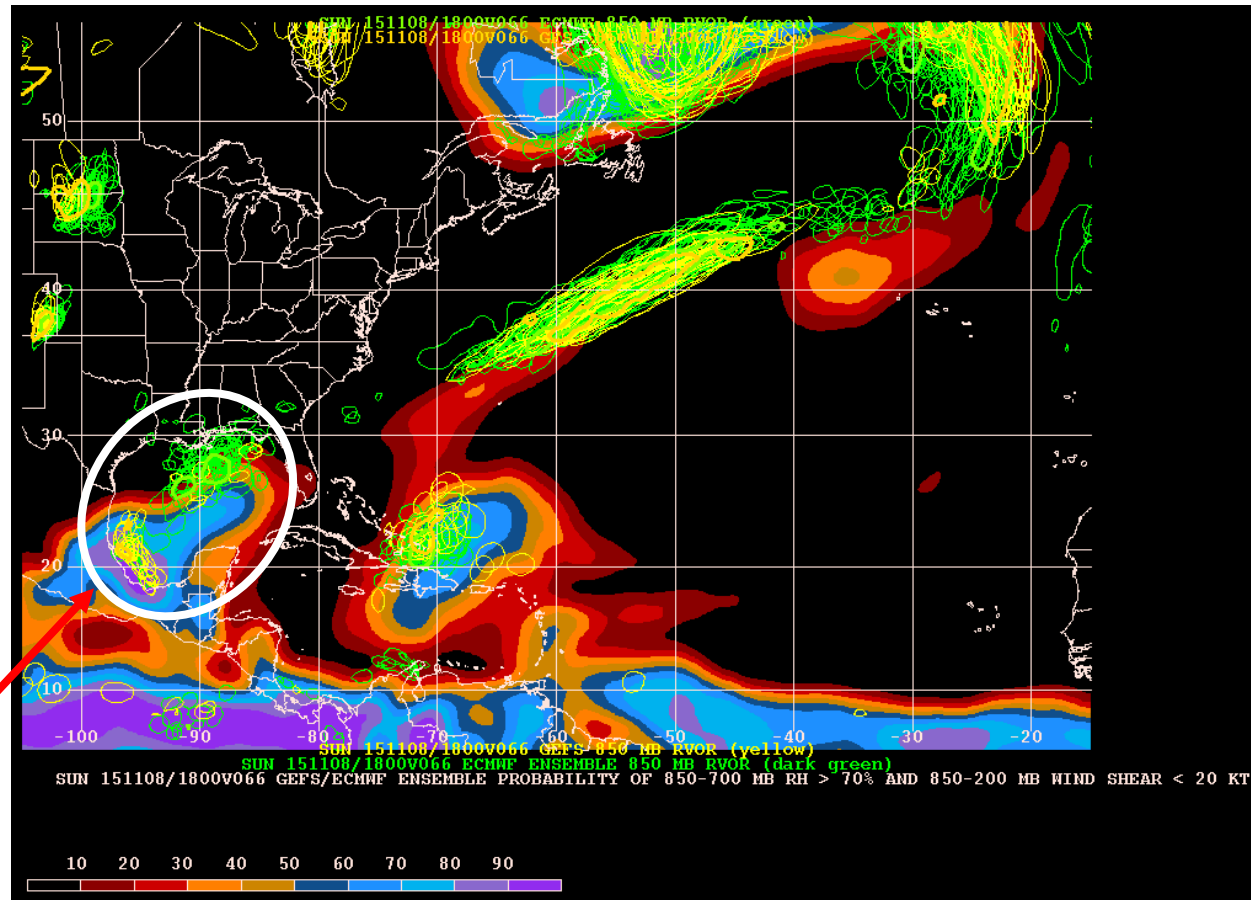 SUN 151108/1800V066 ECMWF 850 MB RVOR (green)
SUN 151108/1800V066 GEFS 850 MB RVOR (yellow)
50
40
30
20
10
-100 -90 -80 -70 -60 -50 -40 -30 -20
SUN 151108/1800V066 GEFS 850 MB RVOR (yellow)
SUN 151108/1800V066 ECMWF ENSEMBLE 850 MB RVOR (dark green)
SUN 151108/1800V066 GEFS/ECMWF ENSEMBLE PROBABILITY OF 850-700 MB RH > 70% AND 850-200 MB WIND SHEAR < 20 KT
10 20 30 40 50 60 70 80 90